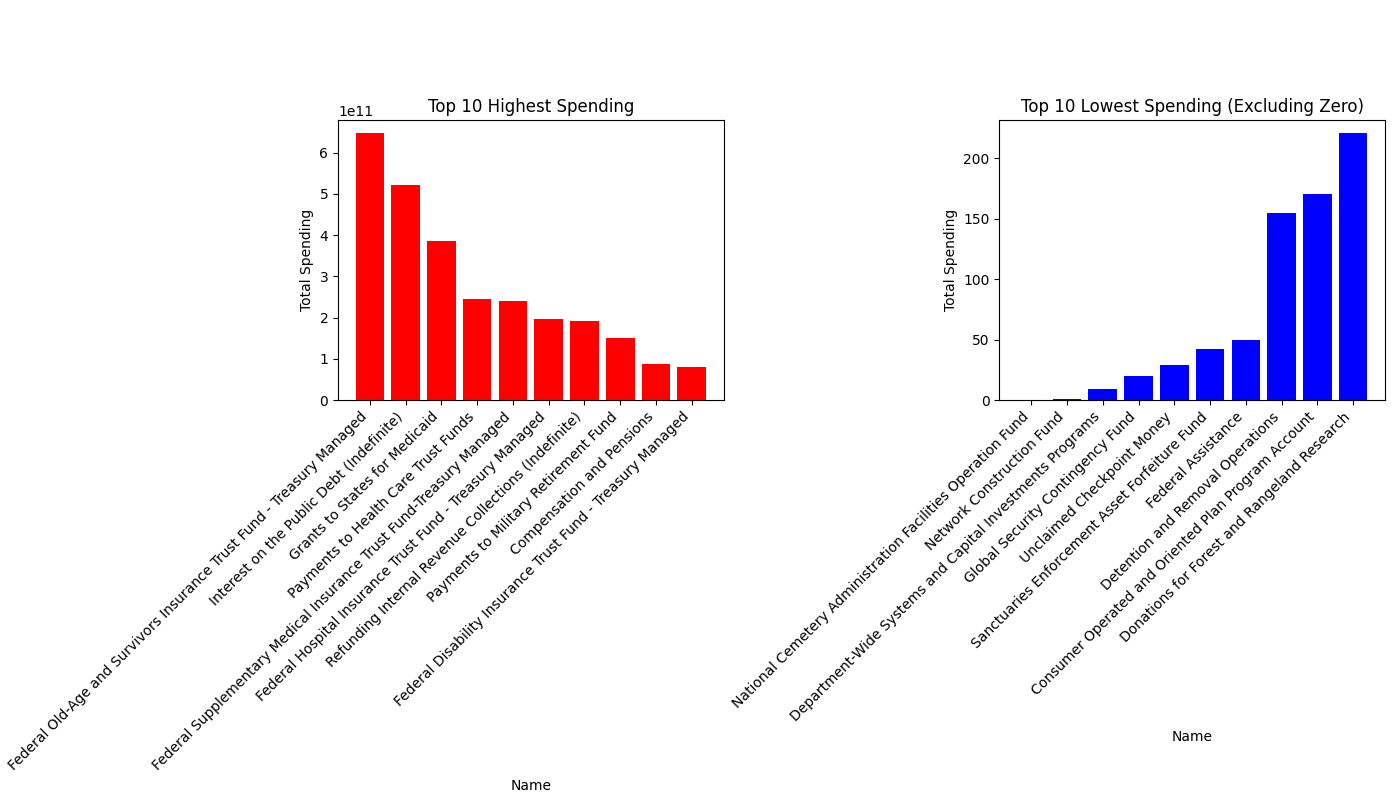 Top 10 Highest Spending
1e11
Total Spending
6
5
4
3
2
1
0
Federal Old-Age and Survivors Insurance Trust Fund - Treasury Managed
Interest on the Public Debt (Indefinite)
Grants to States for Medicaid
Payments to Health Care Trust Funds
Federal Supplementary Medical Insurance Trust Fund-Treasury Managed
Federal Hospital Insurance Trust Fund - Treasury Managed
Refunding Internal Revenue Collections (Indefinite)
Payments to Military Retirement Fund
Compensation and Pensions
Federal Disability Insurance Trust Fund - Treasury Managed
Name
Top 10 Lowest Spending (Excluding Zero)
Total Spending
200
150
100
50
0
National Cemetery Administration Facilities Operation Fund
Network Construction Fund
Department-Wide Systems and Capital Investments Programs
Global Security Contingency Fund
Unclaimed Checkpoint Money
Sanctuaries Enforcement Asset Forfeiture Fund
Federal Assistance
Detention and Removal Operations
Consumer Operated and Oriented Plan Program Account
Donations for Forest and Rangeland Research
Name